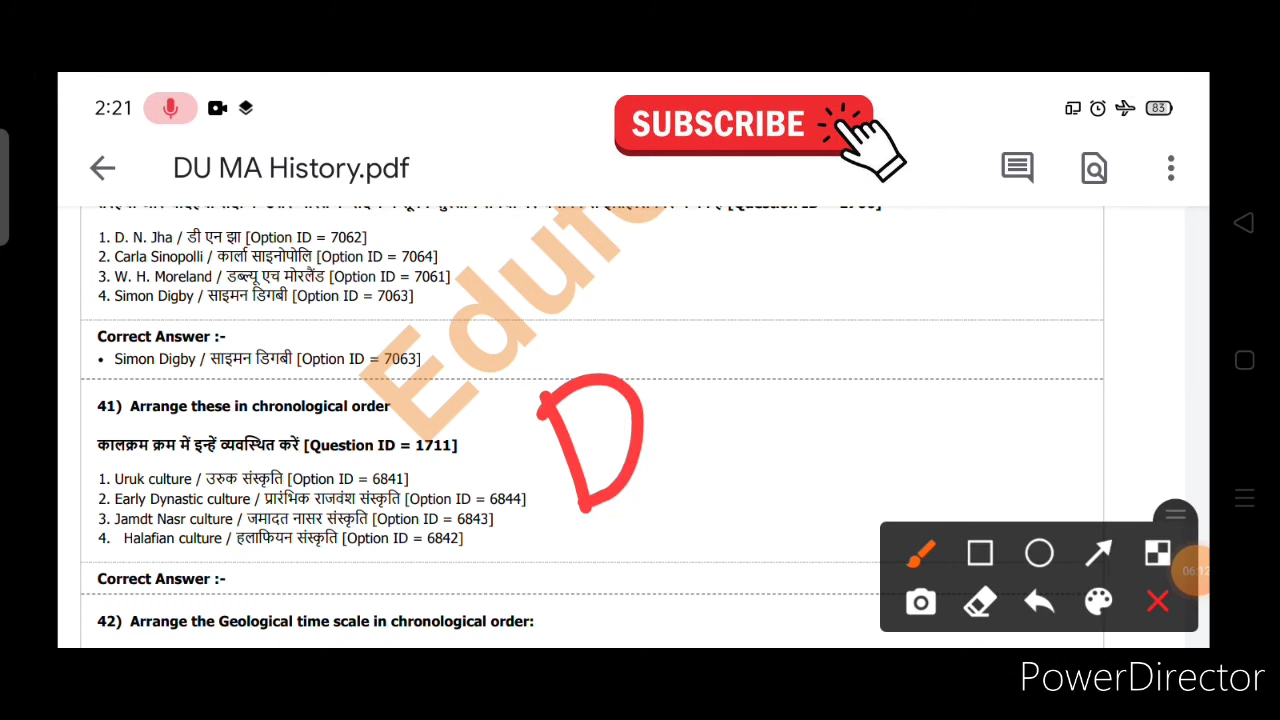 2:21
SUBSCRIBE
83
DU MA History.pdf
1. D. N. Jha / डी एन झा [Option ID = 7062]
2. Carla Sinopolli / कार्ला साइनोपोलि [Option ID = 7064]
3. W. H. Moreland / डब्ल्यू एच मोरलैंड [Option ID = 7061]
4. Simon Digby / साइमन डिगबी [Option ID = 7063]
Correct Answer :-
• Simon Digby / साइमन डिगबी [Option ID = 7063]
Edut
41) Arrange these in chronological order
D
कालक्रम क्रम में इन्हें व्यवस्थित करें [Question ID = 1711]
1. Uruk culture / उरुक संस्कृति [Option ID = 6841]
2. Early Dynastic culture / प्रारंभिक राजवंश संस्कृति [Option ID = 6844]
3. Jamdt Nasr culture / जमादत नासर संस्कृति [Option ID = 6843]
4. Halafian culture / हलाफियन संस्कृति [Option ID = 6842]
Correct Answer :-
06:12
42) Arrange the Geological time scale in chronological order:
PowerDirector